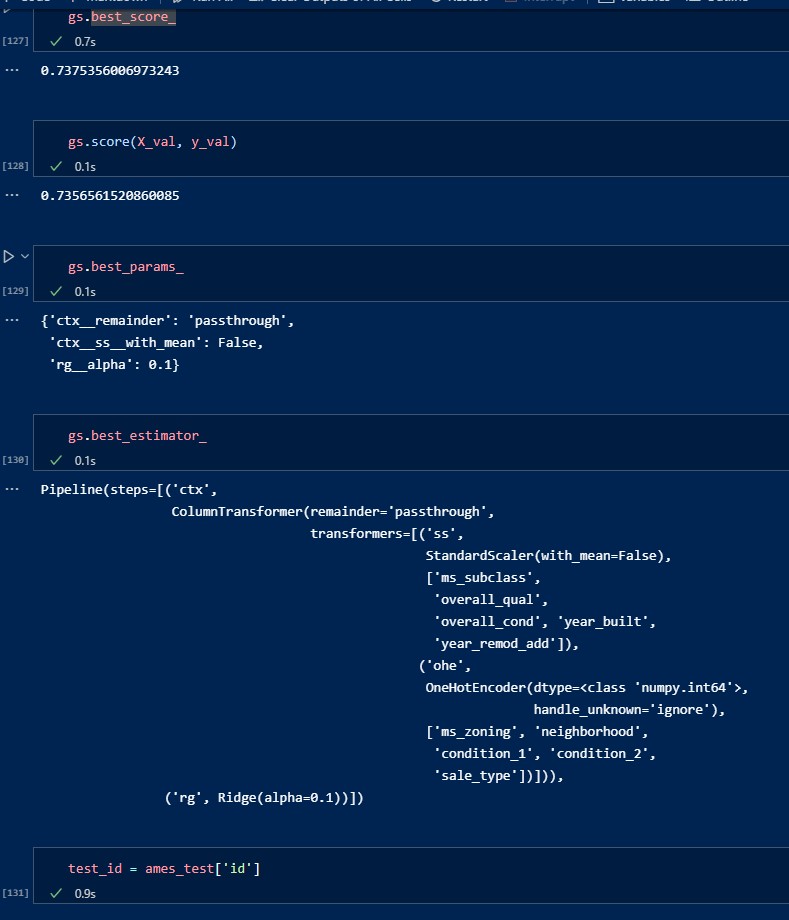 gs.best_score_
[127]
0.7s
0.7375356006973243
gs.score(X_val, y_val)
[128]
0.1s
0.7356561520860085
gs.best_params_
[129]
0.1s
{'ctx__remainder': 'passthrough',
'ctx__ss__with_mean': False,
'rg__alpha': 0.1}
gs.best_estimator_
[130]
0.1s
Pipeline(steps=[('ctx',
ColumnTransformer(remainder='passthrough',
transformers=[('ss',
StandardScaler(with_mean=False),
['ms_subclass',
'overall_qual',
'overall_cond', 'year_built',
'year_remod_add']),
('ohe',
OneHotEncoder(dtype=<class 'numpy.int64'>,
handle_unknown='ignore'),
['ms_zoning', 'neighborhood',
'condition_1', 'condition_2',
'sale_type'])])),
('rg', Ridge(alpha=0.1))])
test_id = ames_test['id']
[131]
0.9s